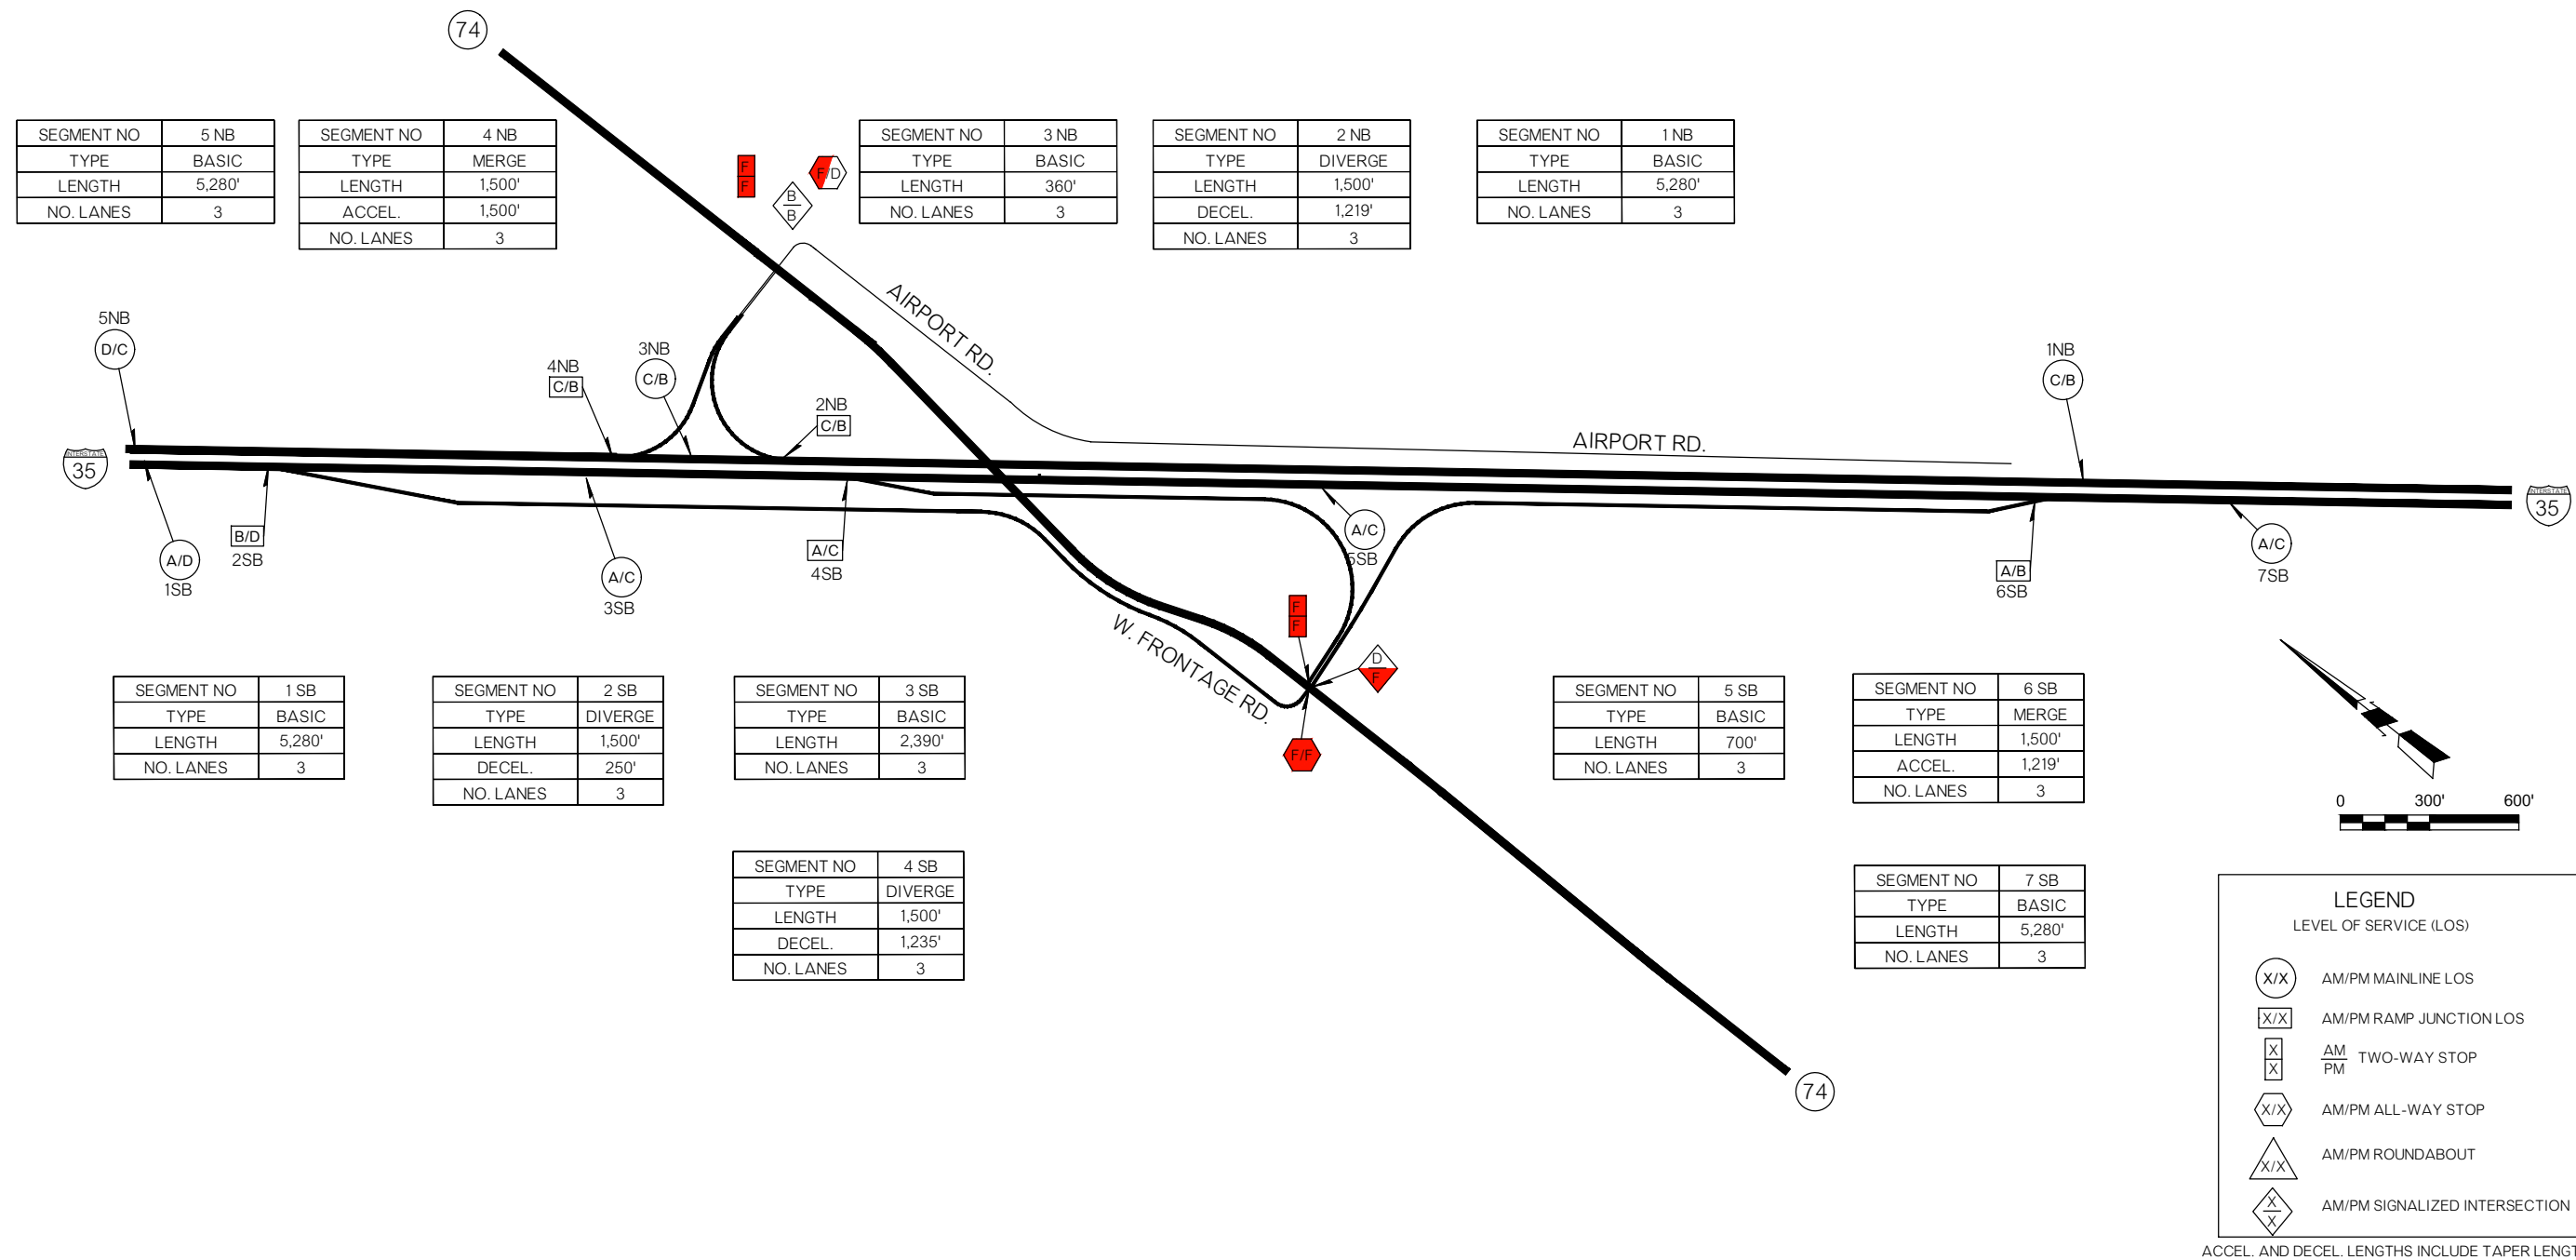 74
SEGMENT NO 5 NB
TYPE BASIC
LENGTH 5,280'
NO. LANES 3
SEGMENT NO 4 NB
TYPE MERGE
LENGTH 1,500'
ACCEL. 1,500'
NO. LANES 3
F
F
F/D
B
B
SEGMENT NO 3 NB
TYPE BASIC
LENGTH 360'
NO. LANES 3
SEGMENT NO 2 NB
TYPE DIVERGE
LENGTH 1,500'
DECEL. 1,219'
NO. LANES 3
SEGMENT NO 1 NB
TYPE BASIC
LENGTH 5,280'
NO. LANES 3
AIRPORT RD.
5NB
D/C
4NB
C/B
3NB
C/B
2NB
C/B
1NB
C/B
AIRPORT RD.
INTERSTATE
35
INTERSTATE
35
A/D
1SB
B/D
2SB
A/C
3SB
A/C
4SB
A/C
5SB
A/B
6SB
A/C
7SB
W. FRONTAGE RD.
F
F
D
F
F/F
SEGMENT NO 1 SB
TYPE BASIC
LENGTH 5,280'
NO. LANES 3
SEGMENT NO 2 SB
TYPE DIVERGE
LENGTH 1,500'
DECEL. 250'
NO. LANES 3
SEGMENT NO 3 SB
TYPE BASIC
LENGTH 2,390'
NO. LANES 3
SEGMENT NO 5 SB
TYPE BASIC
LENGTH 700'
NO. LANES 3
SEGMENT NO 6 SB
TYPE MERGE
LENGTH 1,500'
ACCEL. 1,219'
NO. LANES 3
0 300' 600'
SEGMENT NO 4 SB
TYPE DIVERGE
LENGTH 1,500'
DECEL. 1,235'
NO. LANES 3
SEGMENT NO 7 SB
TYPE BASIC
LENGTH 5,280'
NO. LANES 3
74
LEGEND
LEVEL OF SERVICE (LOS)
X/X AM/PM MAINLINE LOS
X/X AM/PM RAMP JUNCTION LOS
X
X
AM
PM
TWO-WAY STOP
X/X AM/PM ALL-WAY STOP
X/X AM/PM ROUNDABOUT
X
X
AM/PM SIGNALIZED INTERSECTION
ACCEL. AND DECEL. LENGTHS INCLUDE TAPER LENGT